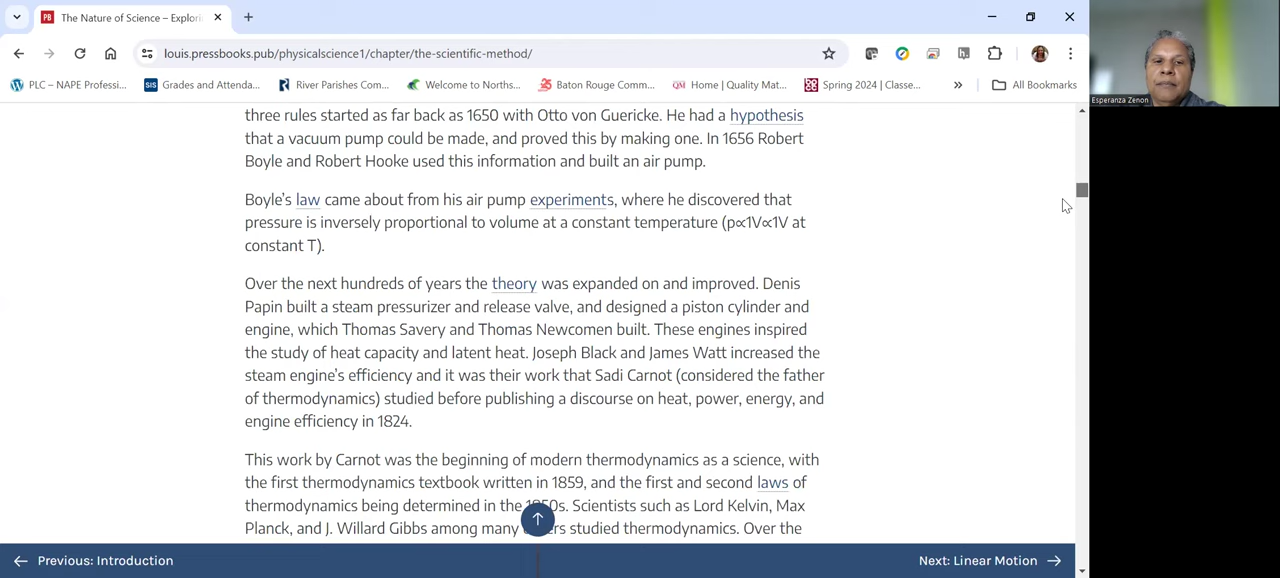 PB The Nature of Science – Explori
louis.pressbooks.pub/physicalscience1/chapter/the-scientific-method/
PLC – NAPE Professi... SIS Grades and Attenda... River Parishes Com... Welcome to Norths... Baton Rouge Comm... QM Home | Quality Mat... Spring 2024 | Classe... » All Bookmarks
Esperanza Zenon
three rules started as far back as 1650 with Otto von Guericke. He had a hypothesis
that a vacuum pump could be made, and proved this by making one. In 1656 Robert
Boyle and Robert Hooke used this information and built an air pump.
Boyle's law came about from his air pump experiments, where he discovered that
pressure is inversely proportional to volume at a constant temperature (p∝1V∝1V at
constant T).
Over the next hundreds of years the theory was expanded on and improved. Denis
Papin built a steam pressurizer and release valve, and designed a piston cylinder and
engine, which Thomas Savery and Thomas Newcomen built. These engines inspired
the study of heat capacity and latent heat. Joseph Black and James Watt increased the
steam engine's efficiency and it was their work that Sadi Carnot (considered the father
of thermodynamics) studied before publishing a discourse on heat, power, energy, and
engine efficiency in 1824.
This work by Carnot was the beginning of modern thermodynamics as a science, with
the first thermodynamics textbook written in 1859, and the first and second laws of
thermodynamics being determined in the 1850s. Scientists such as Lord Kelvin, Max
Planck, and J. Willard Gibbs among many studied thermodynamics. Over the
Previous: Introduction
Next: Linear Motion